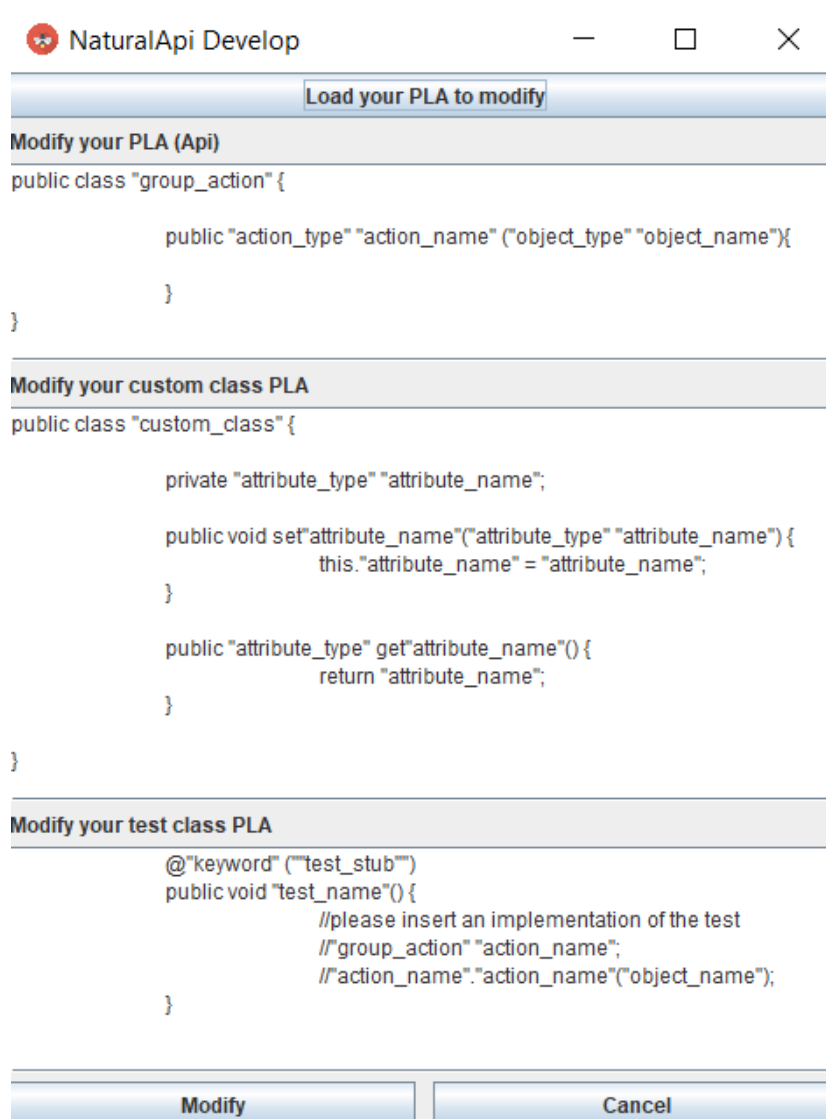 NaturalApi Develop
Load your PLA to modify
Modify your PLA (Api)
public class "group_action" {
public "action_type" "action_name" ("object_type" "object_name"){
}
}
Modify your custom class PLA
public class "custom_class" {
private "attribute_type" "attribute_name";
public void set"attribute_name"("attribute_type" "attribute_name") {
this."attribute_name" = "attribute_name";
}
public "attribute_type" get"attribute_name"() {
return "attribute_name";
}
}
Modify your test class PLA
@"keyword" (""test_stub"")
public void "test_name"() {
//please insert an implementation of the test
//"group_action" "action_name";
//"action_name"."action_name"("object_name");
}
Modify
Cancel